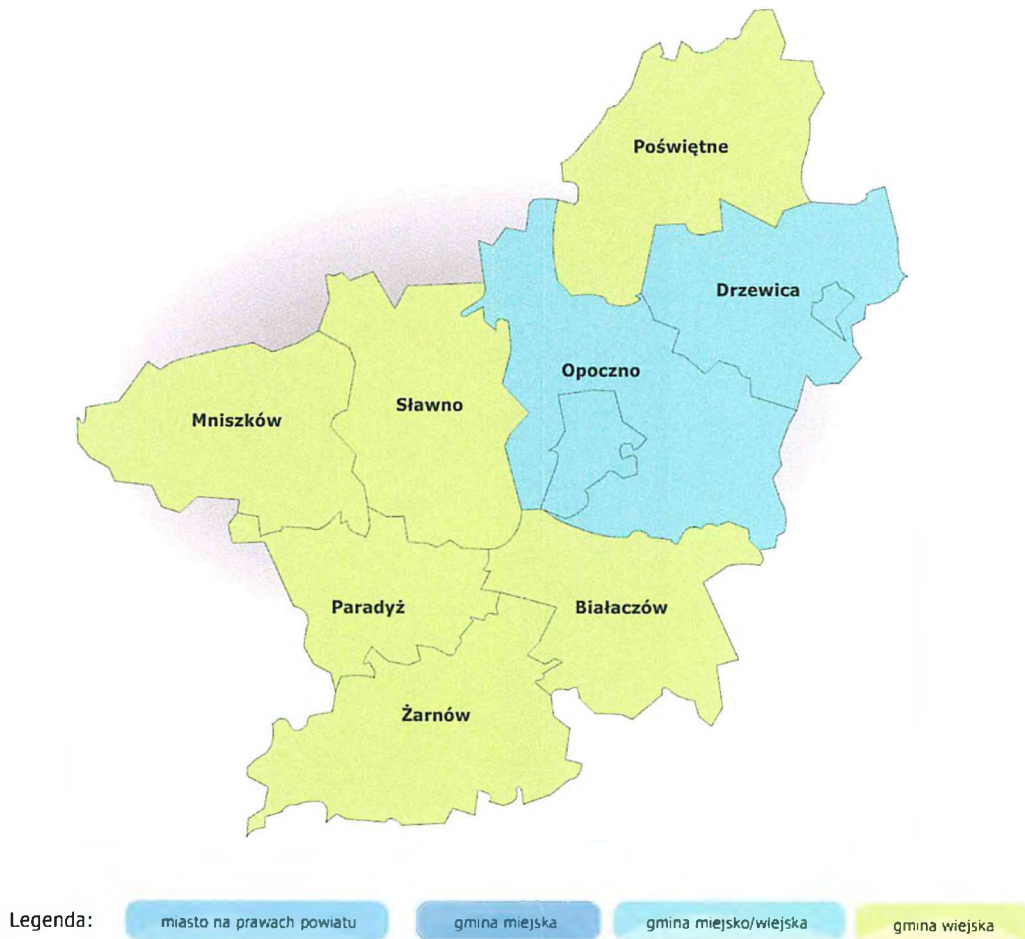 Poświętne
Drzewica
Opoczno
Sławno
Mniszków
Paradyż
Białaczów
Żarnów
Legenda:
miasto na prawach powiatu
gmina miejska
gmina miejsko/wiejska
gmina wiejska